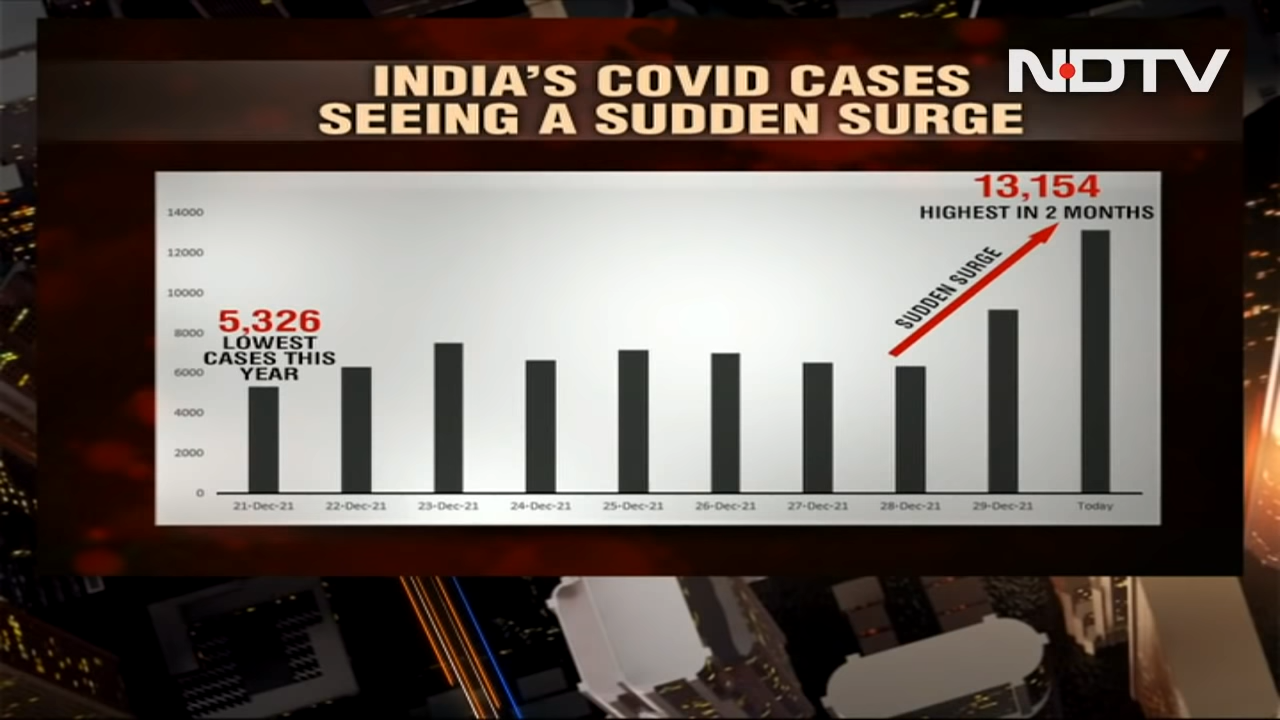 INDIA'S COVID CASES
SEEING A SUDDEN SURGE
NDTV
13,154
HIGHEST IN 2 MONTHS
SUDDEN SURGE
5,326
LOWEST
CASES THIS
YEAR
14000
12000
10000
8000
6000
4000
2000
0
21-Dec-21 22-Dec-21 23-Dec-21 24-Dec-21 25-Dec-21 26-Dec-21 27-Dec-21 28-Dec-21 29-Dec-21 Today